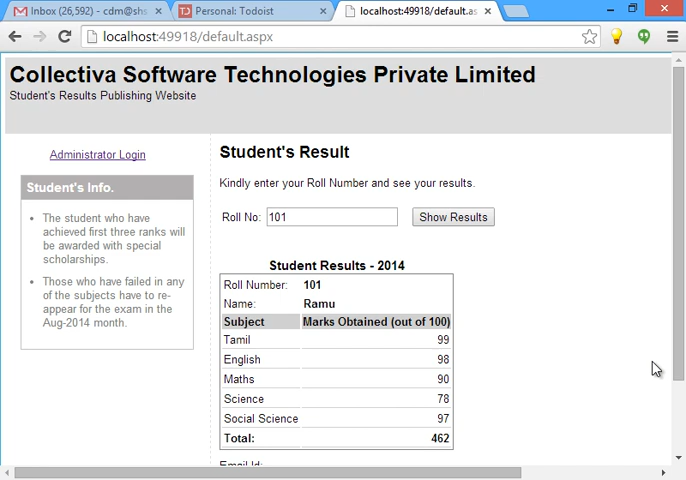 Inbox (26,592) - cdm@shs
Personal: Todoist
localhost:49918/default.as
localhost:49918/default.aspx
Collectiva Software Technologies Private Limited
Student's Results Publishing Website
Administrator Login
Student's Info.
The student who have
achieved first three ranks will
be awarded with special
scholarships.
Those who have failed in any
of the subjects have to re-
appear for the exam in the
Aug-2014 month.
Student's Result
Kindly enter your Roll Number and see your results.
Roll No: 101 Show Results
Student Results - 2014
Roll Number: 101
Name: Ramu
Subject Marks Obtained (out of 100)
Tamil 99
English 98
Maths 90
Science 78
Social Science 97
Total: 462
Email Id: